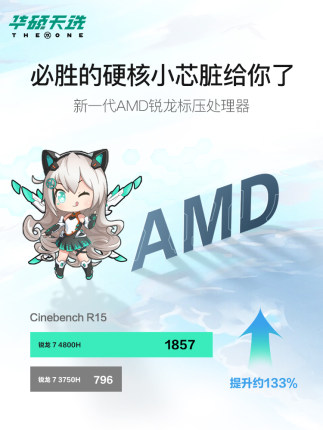 华硕天选
THE ONE
必胜的硬核小芯脏给你了
新一代AMD锐龙标压处理器
AMD
Cinebench R15
锐龙 7 4800H 1857
锐龙 7 3750H 796
提升约133%